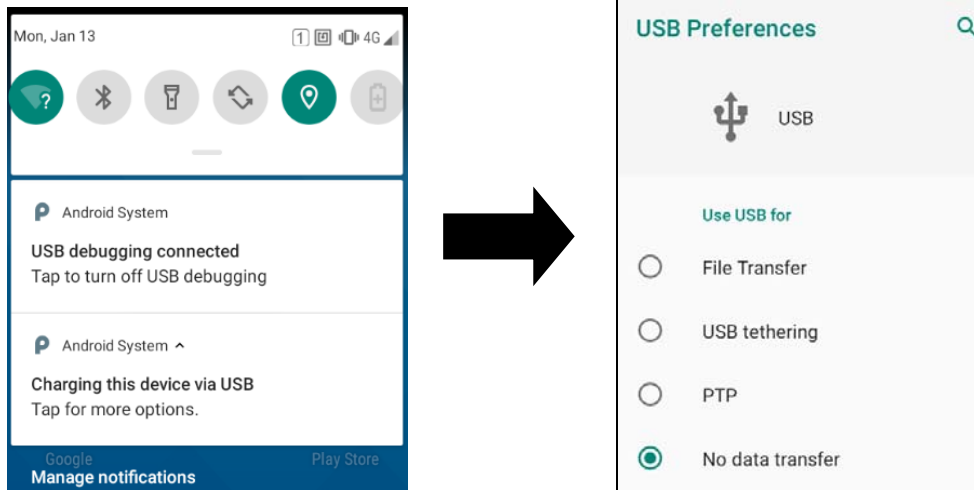 Mon, Jan 13
1
4G
?
Android System
USB debugging connected
Tap to turn off USB debugging
Android System
Charging this device via USB
Tap for more options.
Google
Play Store
Manage notifications
USB Preferences
USB
Use USB for
File Transfer
USB tethering
PTP
No data transfer